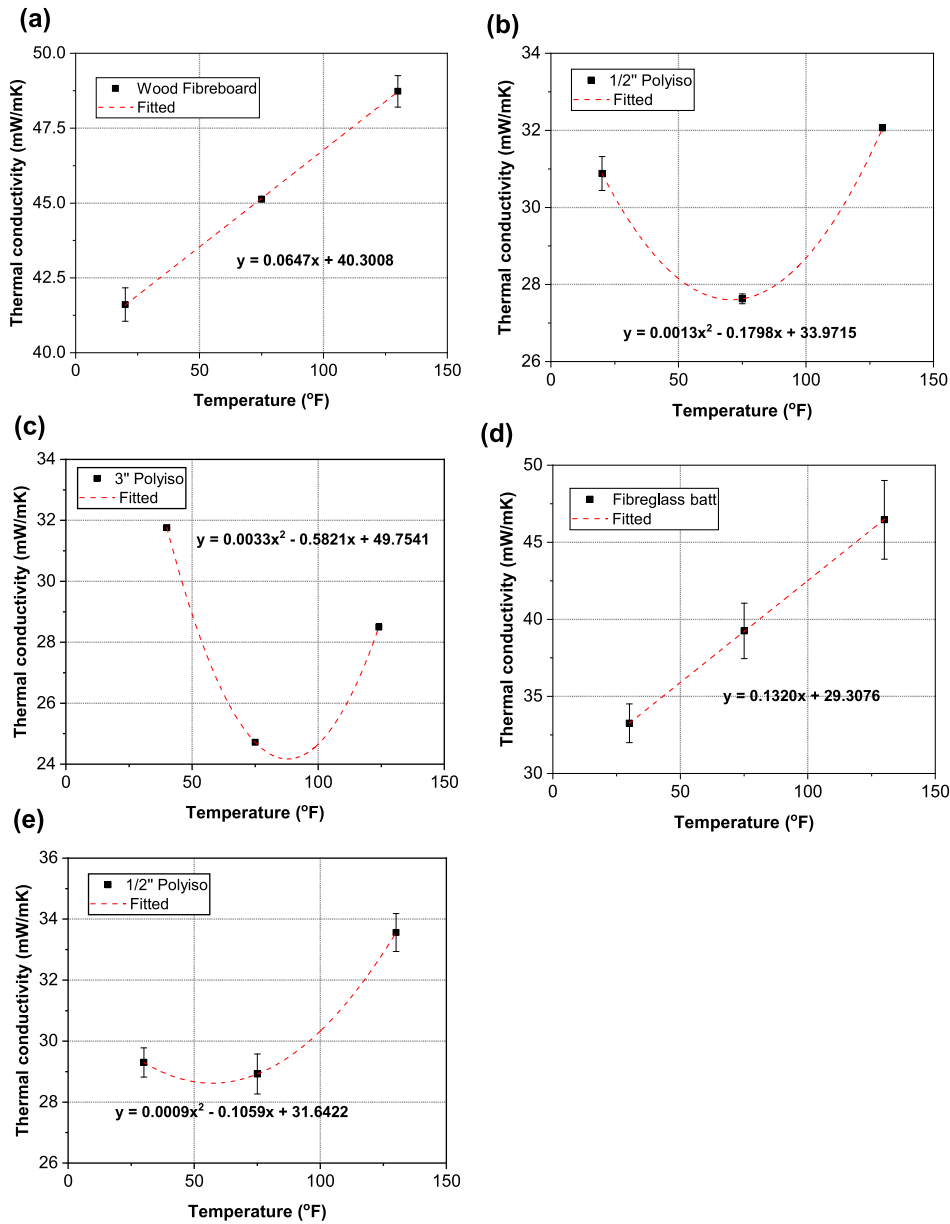 (a)
50.0
47.5
45.0
42.5
40.0
Thermal conductivity (mW/mK)
Wood Fibreboard
Fitted
y = 0.0647x + 40.3008
0
50
100
150
Temperature (°F)
(b)
34
32
30
28
26
Thermal conductivity (mW/mK)
1/2" Polyiso
Fitted
y = 0.0013x² - 0.1798x + 33.9715
0
50
100
150
Temperature (°F)
(c)
34
32
30
28
26
24
Thermal conductivity (mW/mK)
3" Polyiso
Fitted
y = 0.0033x² - 0.5821x + 49.7541
0
50
100
150
Temperature (°F)
(d)
50
45
40
35
30
Thermal conductivity (mW/mK)
Fibreglass batt
Fitted
y = 0.1320x + 29.3076
0
50
100
150
Temperature (°F)
(e)
36
34
32
30
28
26
Thermal conductivity (mW/mK)
1/2" Polyiso
Fitted
y = 0.0009x² - 0.1059x + 31.6422
0
50
100
150
Temperature (°F)